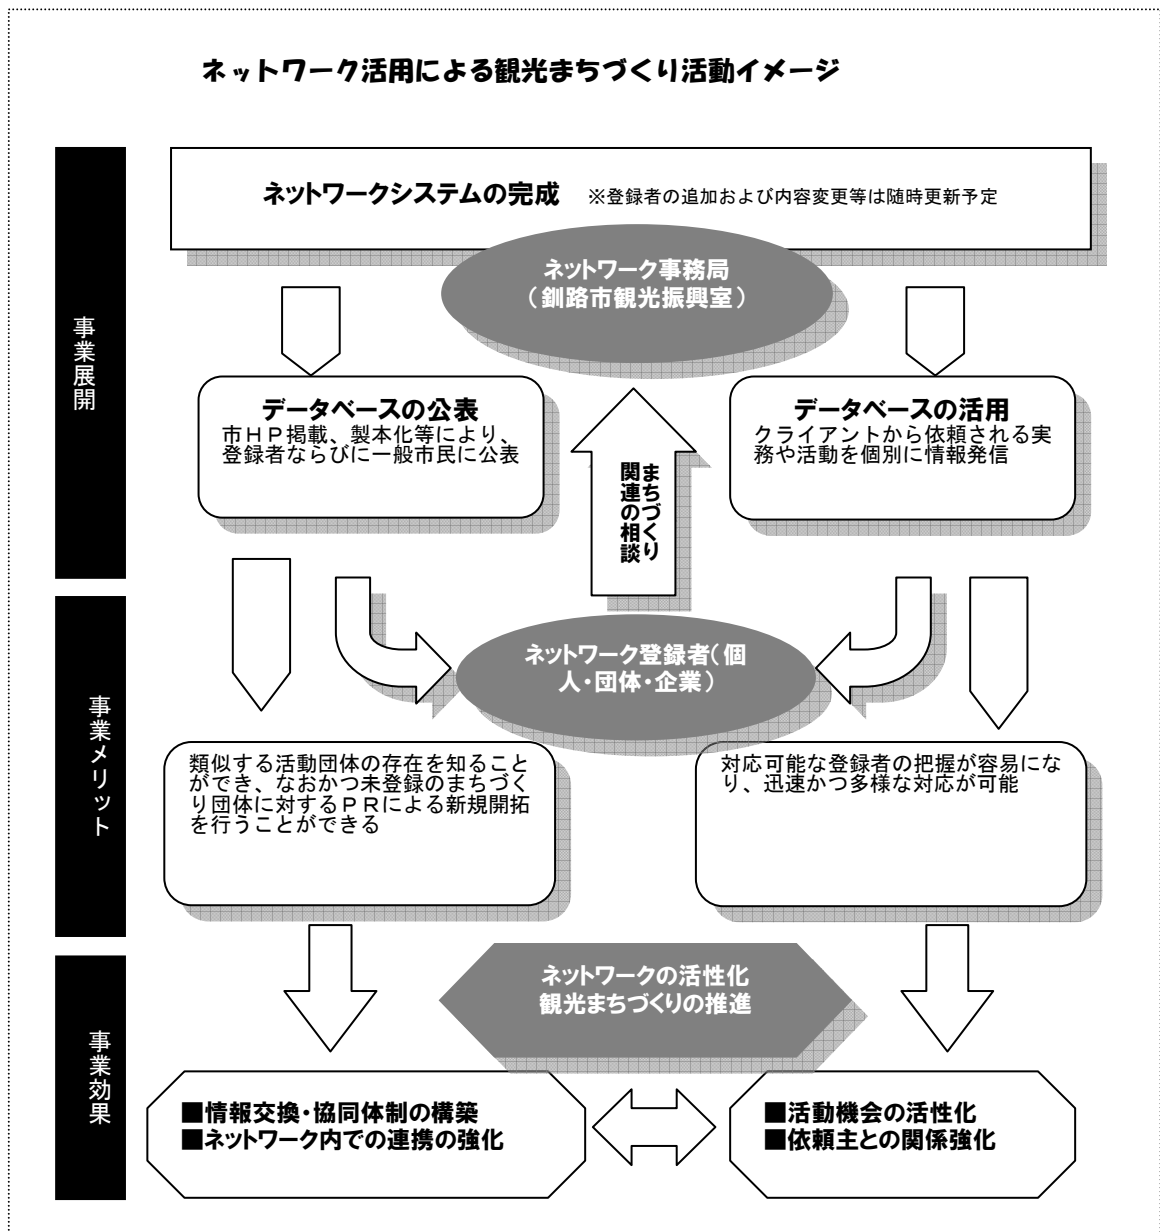 ネットワーク活用による観光まちづくり活動イメージ
事業展開
ネットワークシステムの完成 ※登録者の追加および内容変更等は随時更新予定
ネットワーク事務局
（釧路市観光振興室）
データベースの公表
市ＨＰ掲載、製本化等により、
登録者ならびに一般市民に公表
まちづくり
関連の相談
データベースの活用
クライアントから依頼される実
務や活動を個別に情報発信
事業メリット
ネットワーク登録者（個
人・団体・企業）
類似する活動団体の存在を知ること
ができ、なおかつ未登録のまちづく
り団体に対するＰＲによる新規開拓
を行うことができる
対応可能な登録者の把握が容易にな
り、迅速かつ多様な対応が可能
事業効果
ネットワークの活性化
観光まちづくりの推進
■情報交換・協同体制の構築
■ネットワーク内での連携の強化
■活動機会の活性化
■依頼主との関係強化